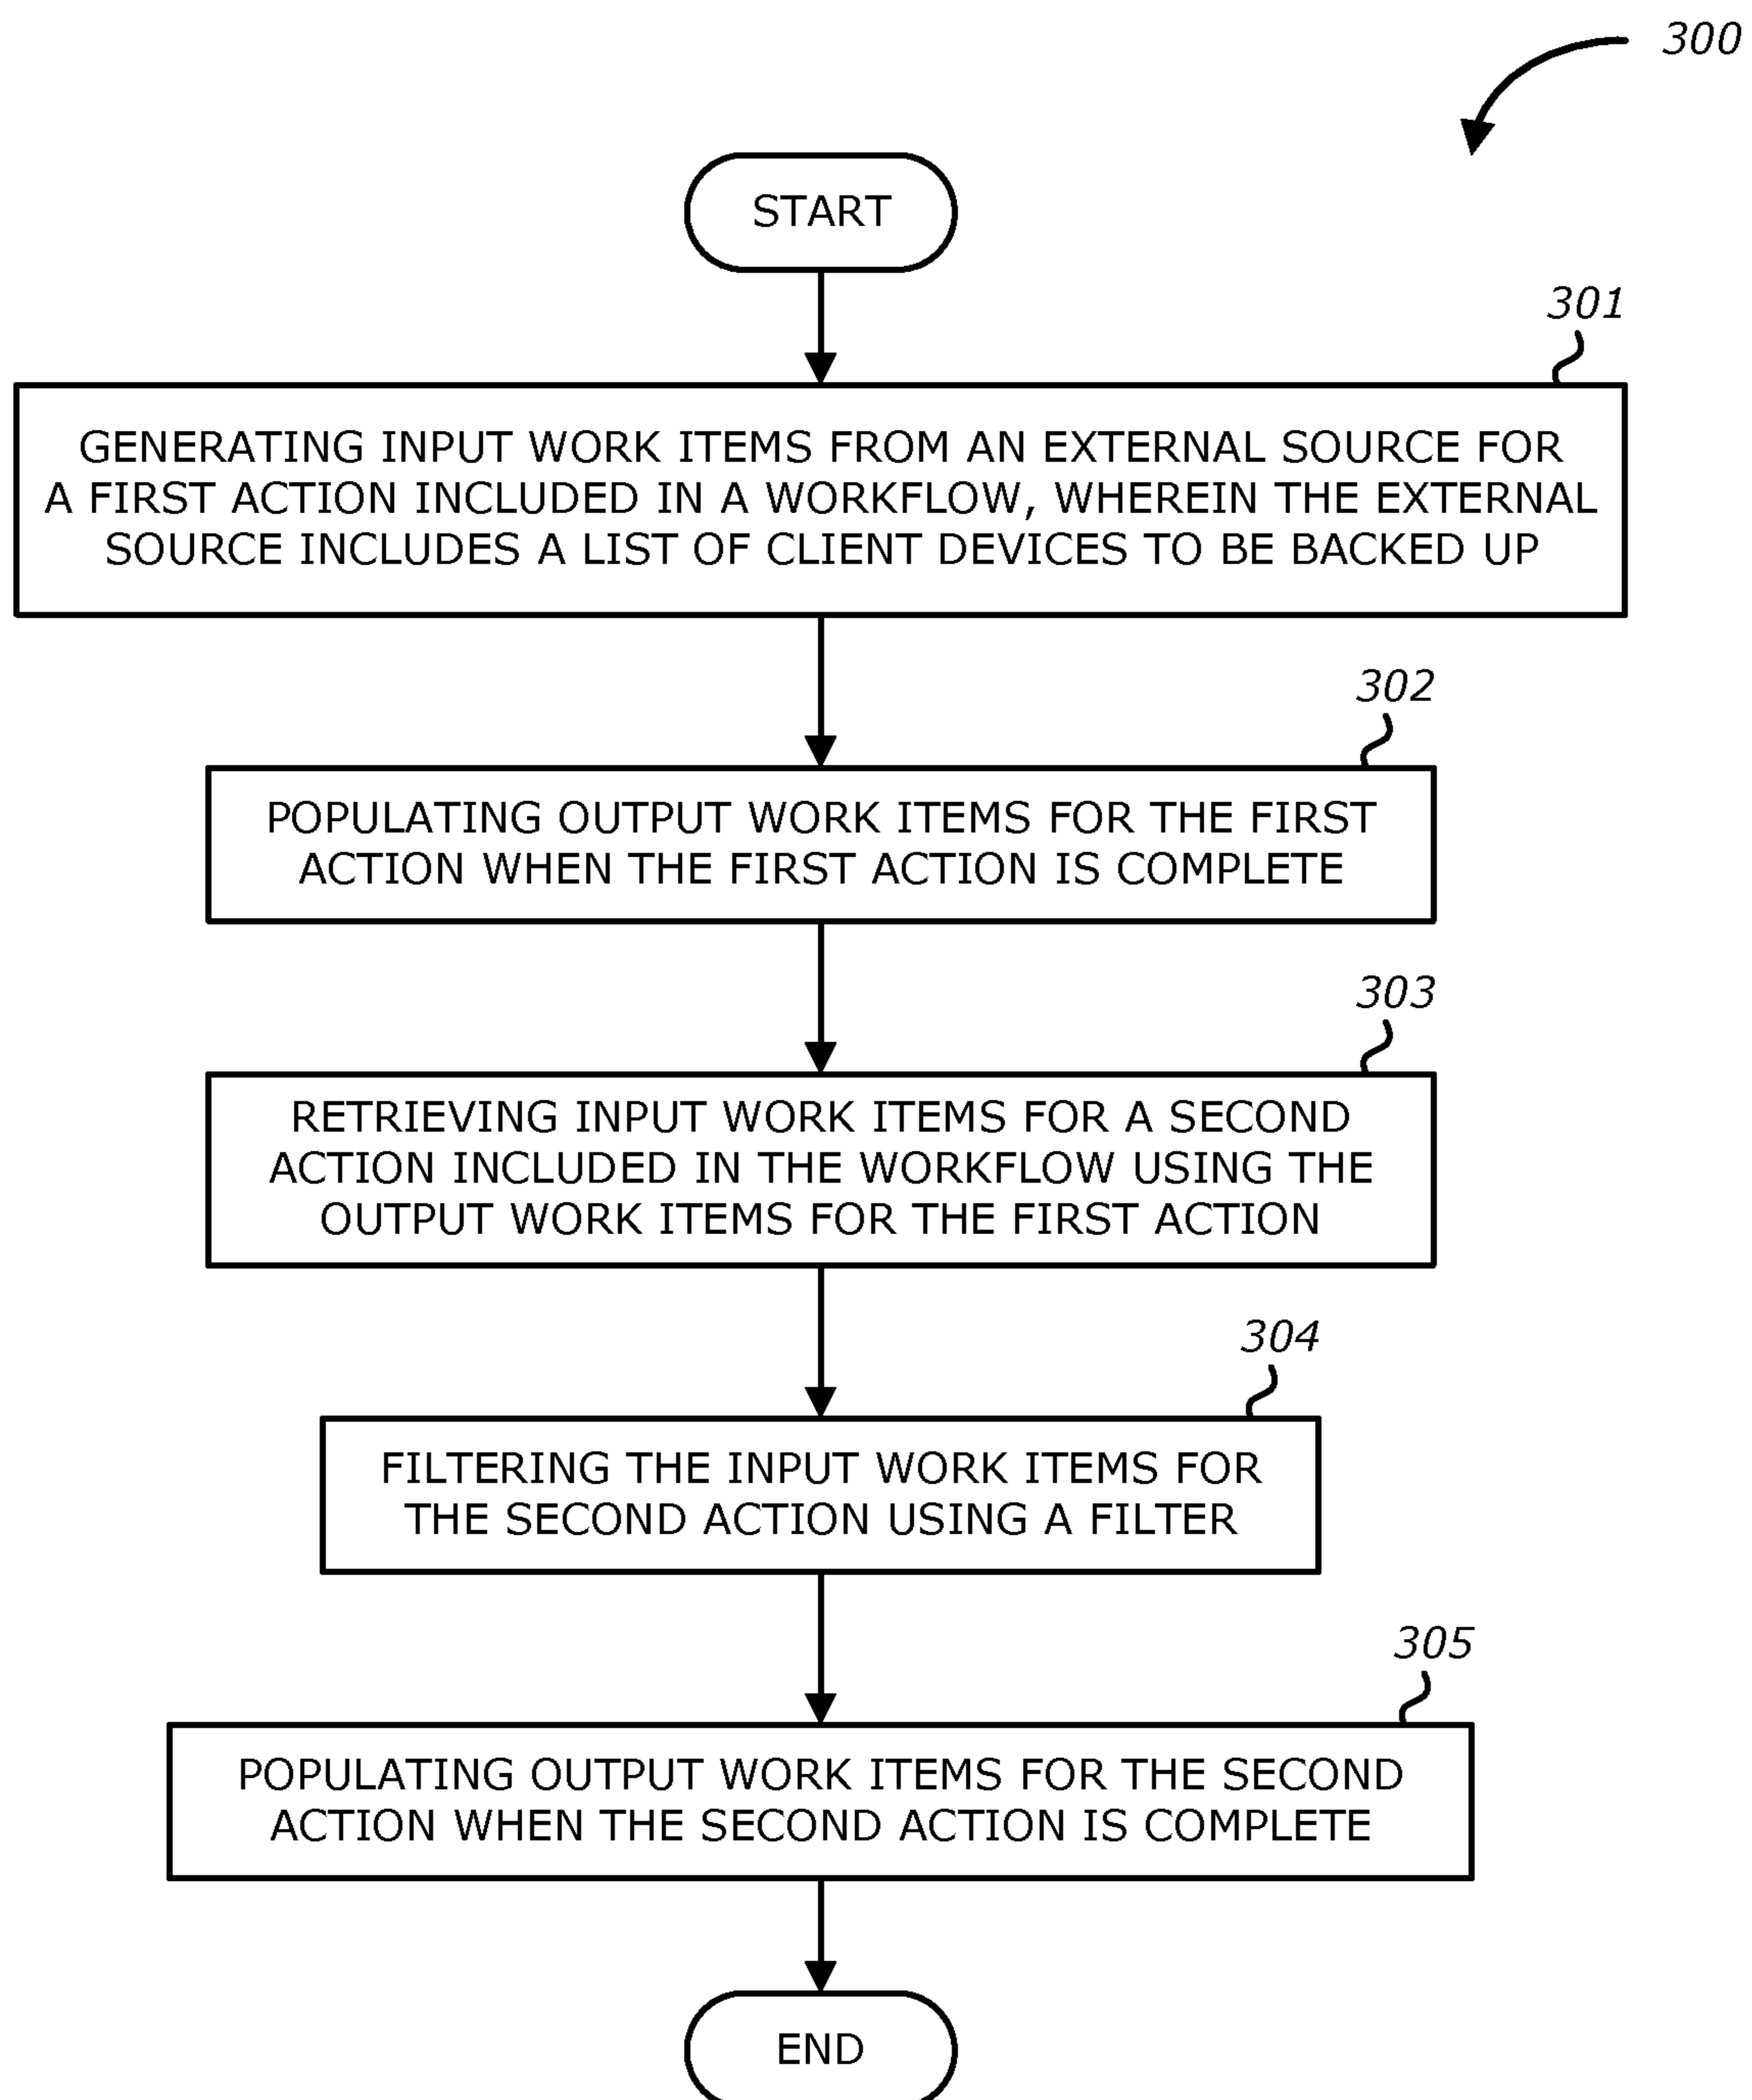 300
START
301
GENERATING INPUT WORK ITEMS FROM AN EXTERNAL SOURCE FOR
A FIRST ACTION INCLUDED IN A WORKFLOW, WHEREIN THE EXTERNAL
SOURCE INCLUDES A LIST OF CLIENT DEVICES TO BE BACKED UP
302
POPULATING OUTPUT WORK ITEMS FOR THE FIRST
ACTION WHEN THE FIRST ACTION IS COMPLETE
303
RETRIEVING INPUT WORK ITEMS FOR A SECOND
ACTION INCLUDED IN THE WORKFLOW USING THE
OUTPUT WORK ITEMS FOR THE FIRST ACTION
304
FILTERING THE INPUT WORK ITEMS FOR
THE SECOND ACTION USING A FILTER
305
POPULATING OUTPUT WORK ITEMS FOR THE SECOND
ACTION WHEN THE SECOND ACTION IS COMPLETE
END